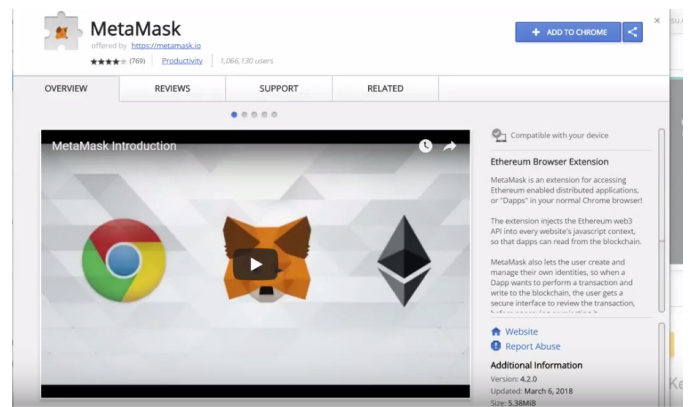 MetaMask
offered by https://metamask.io
(769) Productivity 1,066,130 users
+ ADD TO CHROME
OVERVIEW REVIEWS SUPPORT RELATED
MetaMask Introduction
Compatible with your device
Ethereum Browser Extension
MetaMask is an extension for accessing
Ethereum enabled distributed applications,
or "Dapps" in your normal Chrome browser!
The extension injects the Ethereum web3
API into every website's javascript context,
so that dapps can read from the blockchain.
MetaMask also lets the user create and
manage their own identities, so when a
Dapp wants to perform a transaction and
write to the blockchain, the user gets a
secure interface to review the transaction,
Website
Report Abuse
Additional Information
Version: 4.2.0
Updated: March 6, 2018
Size: 5.38MiB